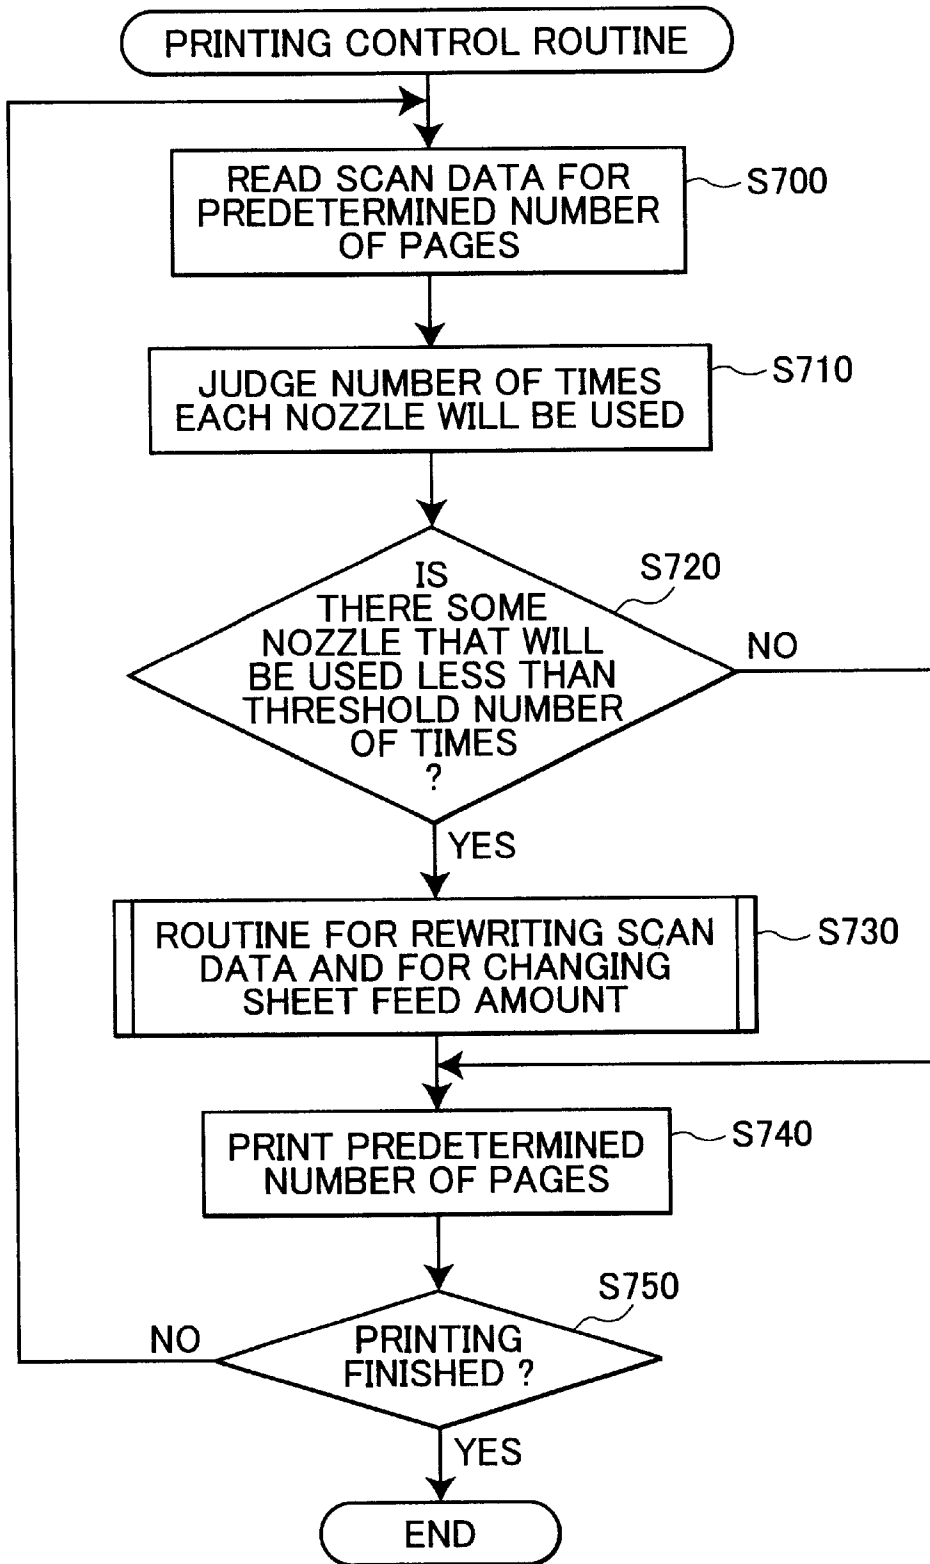 PRINTING CONTROL ROUTINE
READ SCAN DATA FOR
PREDETERMINED NUMBER
OF PAGES
S700
JUDGE NUMBER OF TIMES
EACH NOZZLE WILL BE USED
S710
IS
THERE SOME
NOZZLE THAT WILL
BE USED LESS THAN
THRESHOLD NUMBER
OF TIMES
?
S720
NO
YES
ROUTINE FOR REWRITING SCAN
DATA AND FOR CHANGING
SHEET FEED AMOUNT
S730
PRINT PREDETERMINED
NUMBER OF PAGES
S740
PRINTING
FINISHED ?
S750
NO
YES
END